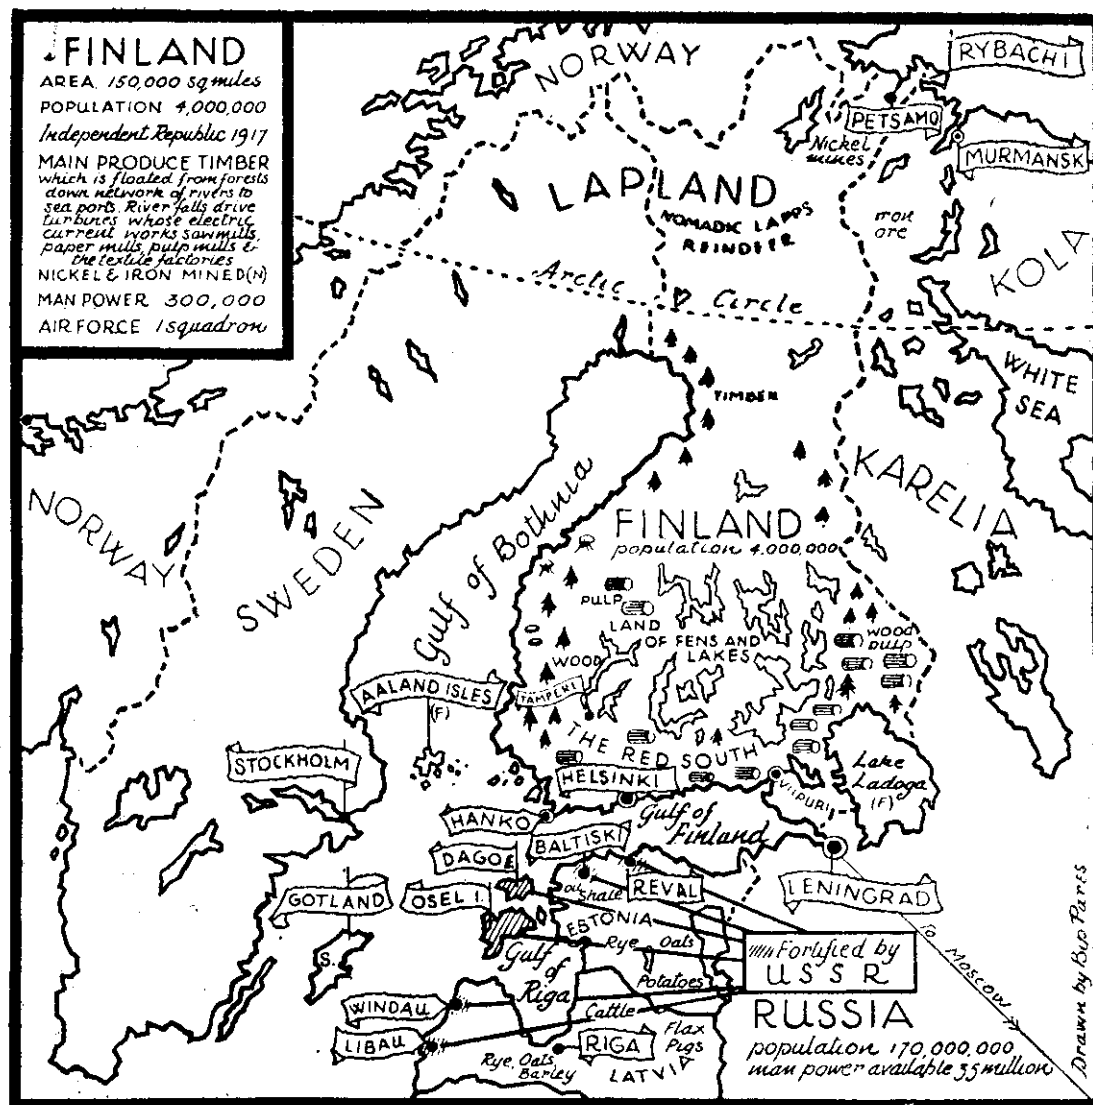 FINLAND
AREA. 150,000 sq miles
POPULATION 4,000,000
Independent Republic 1917
MAIN PRODUCE TIMBER
which is floated from forests
down network of rivers to
sea ports. River falls drive
turbines whose electric
current works sawmills,
paper mills, pulp mills &
the textile factories
NICKEL & IRON MINED (N)
MAN POWER 300,000
AIR FORCE 1 squadron
NORWAY
RYBACHI
PETSAMO
Nickel
mines
MURMANSK
LAPLAND
NOMADIC LAPPS
REINDEER
Iron
ore
KOLA
Arctic Circle
WHITE
SEA
TIMBER
KARELIA
NORWAY
SWEDEN
Gulf of Bothnia
FINLAND
population 4,000,000
PULP
LAND
OF FENS AND
LAKES
WOOD
PULP
WOOD
TAMPERI
AALAND ISLES
(F)
THE RED SOUTH
STOCKHOLM
HELSINKI
VIIPURI
Lake
Ladoga
(F)
HANKO
Gulf of
Finland
BALTISKI
DAGOE
REVAL
LENINGRAD
GOTLAND
OSEL I.
oil
shale
ESTONIA
S.
Gulf
of
Riga
Rye Oats
Potatoes
Fortified by
USSR
To MOSCOW
WINDAU
Cattle
LIBAU
RIGA
Flax
Pigs
Rye, Oats
Barley
LATVIA
RUSSIA
population 170,000,000
man power available 35 million
Drawn by Bip Pares